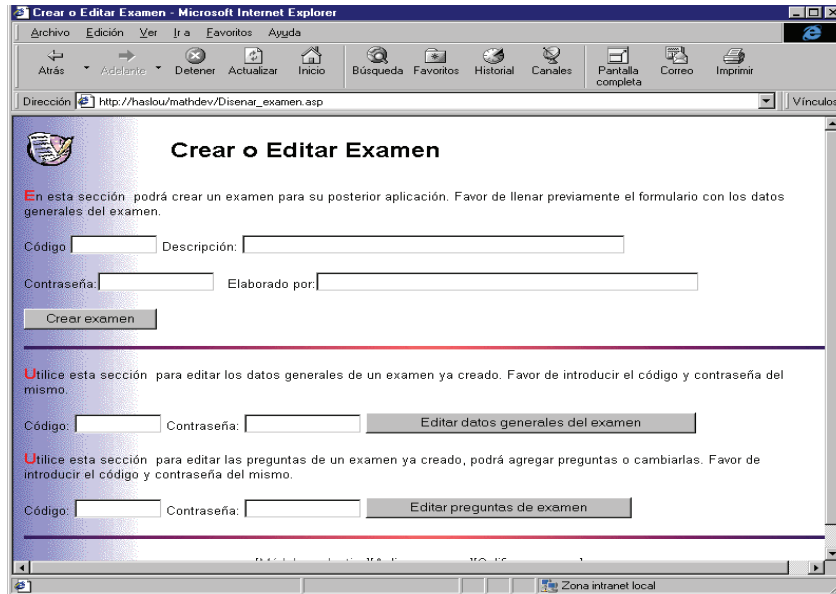 Crear o Editar Examen - Microsoft Internet Explorer
Archivo Edición Ver Ir a Favoritos Ayuda
Atrás Adelante Detener Actualizar Inicio Búsqueda Favoritos Historial Canales Pantalla completa Correo Imprimir
Dirección http://haslou/mathdev/Disenar_examen.asp Vínculos
Crear o Editar Examen
En esta sección podrá crear un examen para su posterior aplicación. Favor de llenar previamente el formulario con los datos
generales del examen.
Código Descripción:
Contraseña: Elaborado por:
Crear examen
Utilice esta sección para editar los datos generales de un examen ya creado. Favor de introducir el código y contraseña del
mismo.
Código: Contraseña: Editar datos generales del examen
Utilice esta sección para editar las preguntas de un examen ya creado, podrá agregar preguntas o cambiarlas. Favor de
introducir el código y contraseña del mismo.
Código: Contraseña: Editar preguntas de examen
Zona intranet local